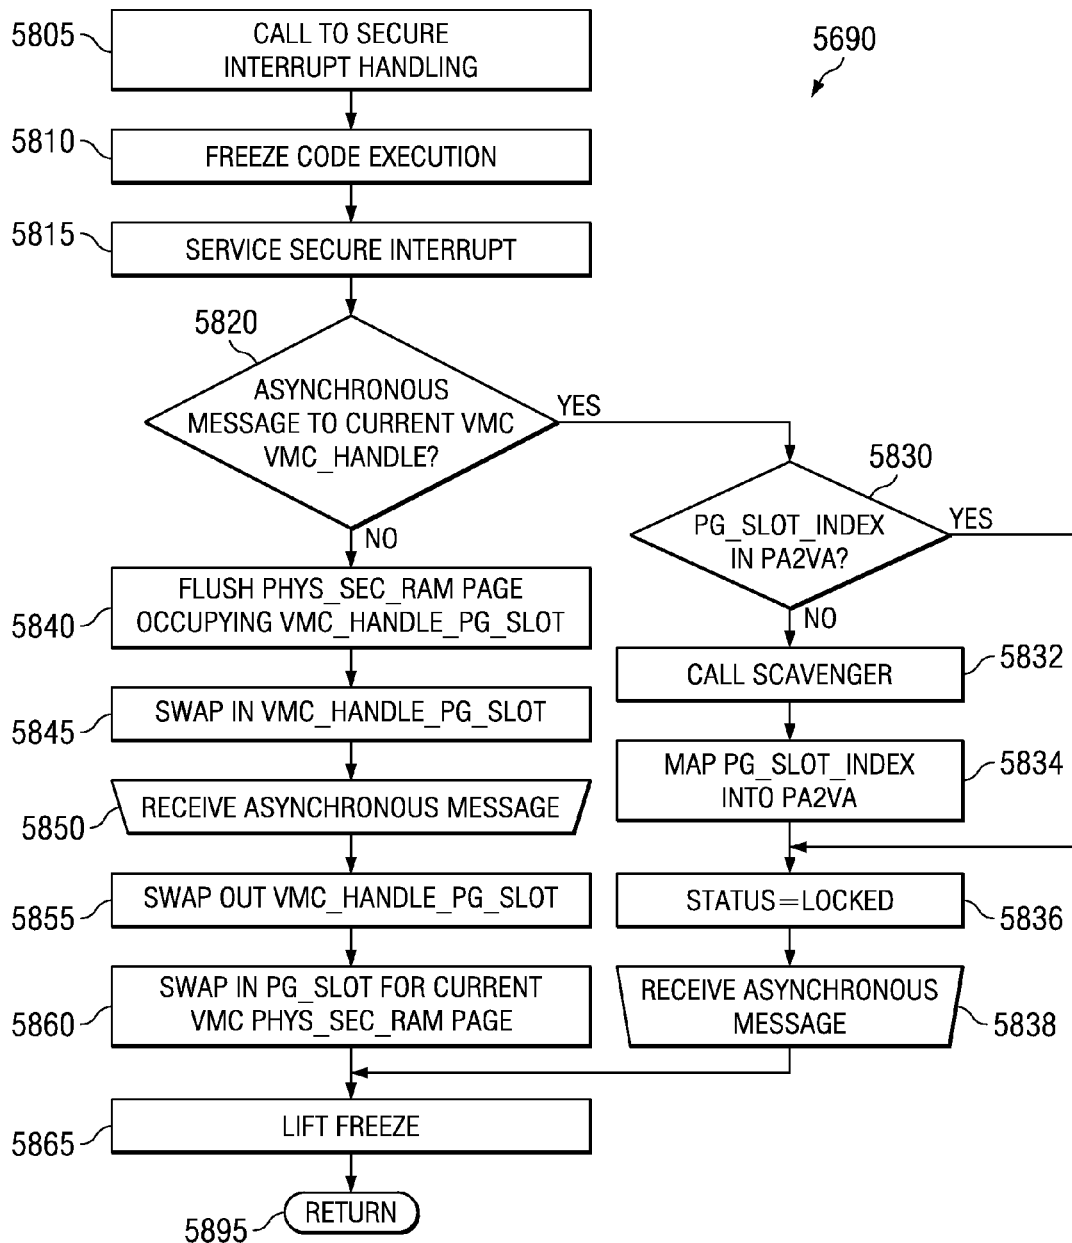 5805
CALL TO SECURE
INTERRUPT HANDLING
5690
5810
FREEZE CODE EXECUTION
5815
SERVICE SECURE INTERRUPT
5820
ASYNCHRONOUS
MESSAGE TO CURRENT VMC
VMC_HANDLE?
YES
NO
5830
PG_SLOT_INDEX
IN PA2VA?
YES
NO
5840
FLUSH PHYS_SEC_RAM PAGE
OCCUPYING VMC_HANDLE_PG_SLOT
CALL SCAVENGER
5832
5845
SWAP IN VMC_HANDLE_PG_SLOT
MAP PG_SLOT_INDEX
INTO PA2VA
5834
5850
RECEIVE ASYNCHRONOUS MESSAGE
5855
SWAP OUT VMC_HANDLE_PG_SLOT
STATUS=LOCKED
5836
5860
SWAP IN PG_SLOT FOR CURRENT
VMC PHYS_SEC_RAM PAGE
RECEIVE ASYNCHRONOUS
MESSAGE
5838
5865
LIFT FREEZE
5895
RETURN